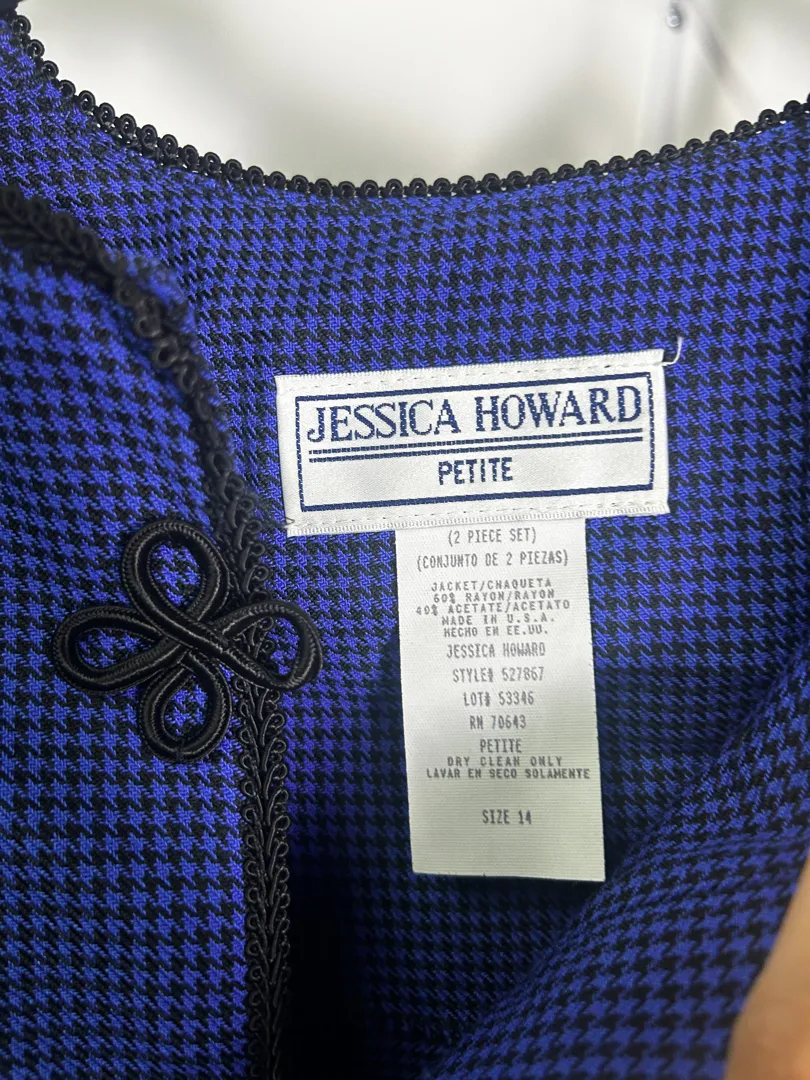 JESSICA HOWARD
PETITE
(2 PIECE SET)
(CONJUNTO DE 2 PIEZAS)
JACKET/CHAQUETA
60% RAYON/RAYON
40% ACETATE/ACETATO
MADE IN U.S.A.
HECHO EN EE.UU.
JESSICA HOWARD
STYLE# 527867
LOT# 53346
RN 70643
PETITE
DRY CLEAN ONLY
LAVAR EN SECO SOLAMENTE
SIZE 14